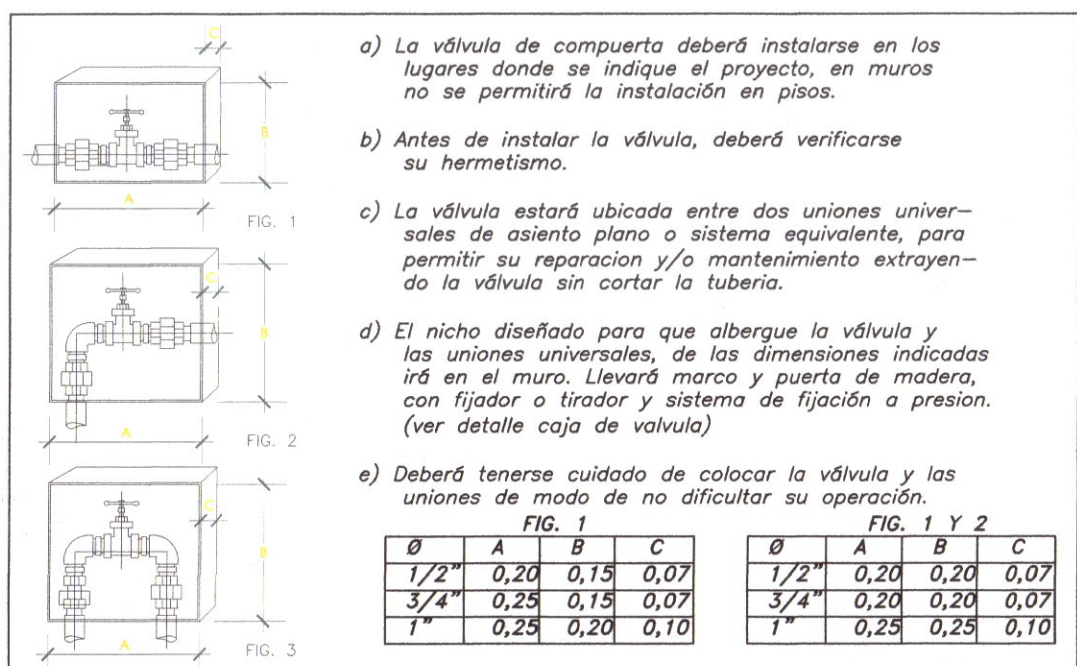 C
B
A
FIG. 1
C
B
A
FIG. 2
C
B
A
FIG. 3
a) La válvula de compuerta deberá instalarse en los
lugares donde se indique el proyecto, en muros
no se permitirá la instalación en pisos.
b) Antes de instalar la válvula, deberá verificarse
su hermetismo.
c) La válvula estará ubicada entre dos uniones univer-
sales de asiento plano o sistema equivalente, para
permitir su reparacion y/o mantenimiento extrayen-
do la válvula sin cortar la tuberia.
d) El nicho diseñado para que albergue la válvula y
las uniones universales, de las dimensiones indicadas
irá en el muro. Llevará marco y puerta de madera,
con fijador o tirador y sistema de fijación a presion.
(ver detalle caja de valvula)
e) Deberá tenerse cuidado de colocar la válvula y las
uniones de modo de no dificultar su operación.
FIG. 1
Ø A B C
1/2" 0,20 0,15 0,07
3/4" 0,25 0,15 0,07
1" 0,25 0,20 0,10
FIG. 1 Y 2
Ø A B C
1/2" 0,20 0,20 0,07
3/4" 0,20 0,20 0,07
1" 0,25 0,25 0,10